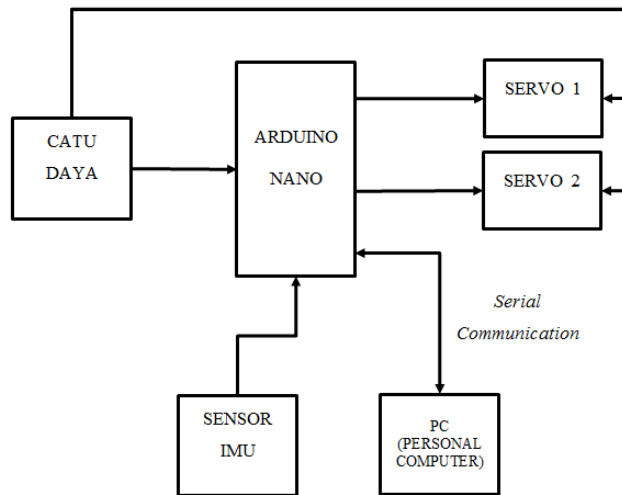 CATU
DAYA
ARDUINO
NANO
SERVO 1
SERVO 2
Serial
Communication
SENSOR
IMU
PC
(PERSONAL
COMPUTER)